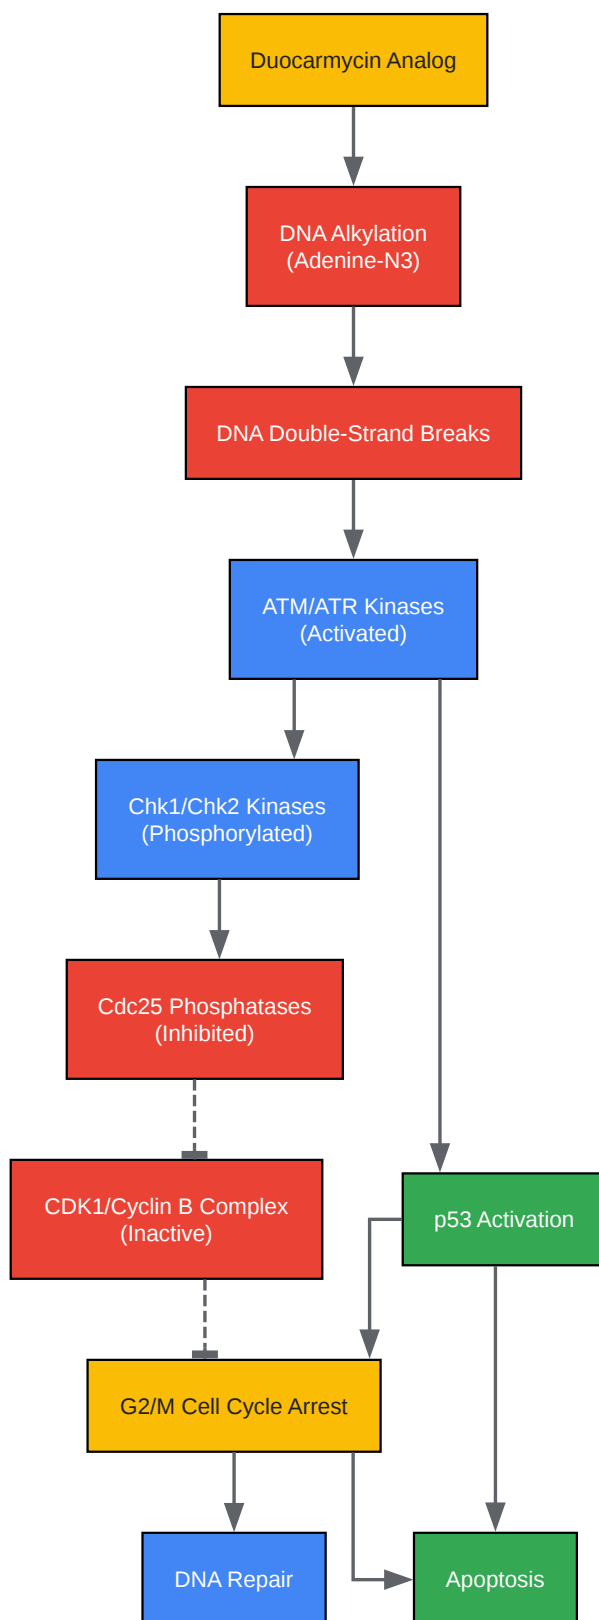 Duocarmycin Analog
DNA Alkylation
(Adenine-N3)
DNA Double-Strand Breaks
ATM/ATR Kinases
(Activated)
Chk1/Chk2 Kinases
(Phosphorylated)
Cdc25 Phosphatases
(Inhibited)
CDK1/Cyclin B Complex
(Inactive)
p53 Activation
G2/M Cell Cycle Arrest
DNA Repair
Apoptosis